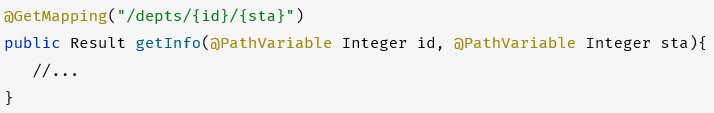 @GetMapping("/depts/{id}/{sta}")
public Result getInfo(@PathVariable Integer id, @PathVariable Integer sta){
   //...
}